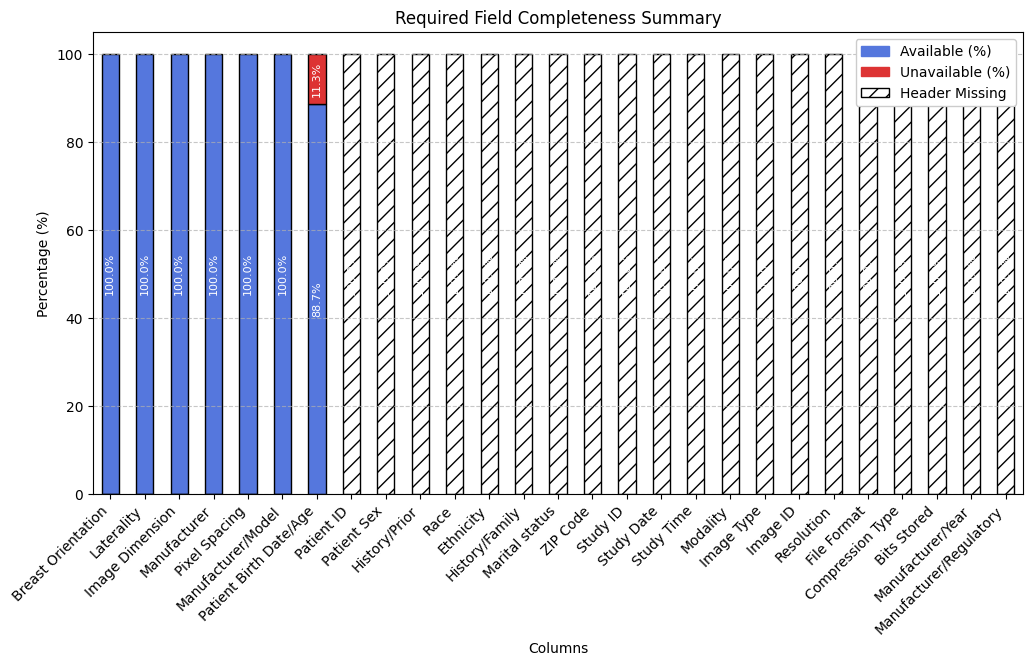 Required Field Completeness Summary
Available (%)
Unavailable (%)
Header Missing
Percentage (%)
100
80
60
40
20
0
100.0%
100.0%
100.0%
100.0%
100.0%
100.0%
88.7%
11.3%
Breast Orientation
Laterality
Image Dimension
Manufacturer
Pixel Spacing
Manufacturer/Model
Patient Birth Date/Age
Patient ID
Patient Sex
History/Prior
Race
Ethnicity
History/Family
Marital status
ZIP Code
Study ID
Study Date
Study Time
Modality
Image Type
Image ID
Resolution
File Format
Compression Type
Bits Stored
Manufacturer/Year
Manufacturer/Regulatory
Columns